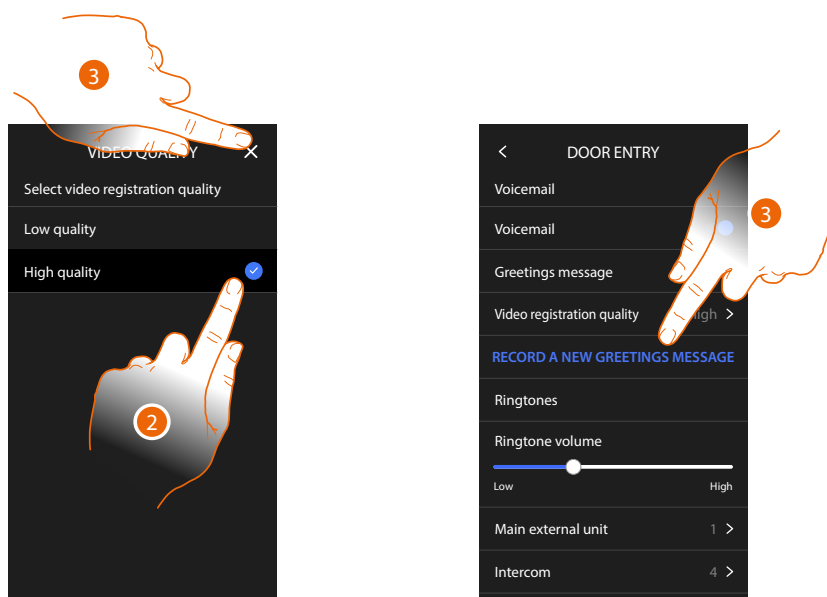 3
VIDEO QUALITY
Select video registration quality
Low quality
High quality
2
DOOR ENTRY
Voicemail
3
Voicemail
Greetings message
Video registration quality
RECORD A NEW GREETINGS MESSAGE
Ringtones
Ringtone volume
Low High
Main external unit 1
Intercom 4